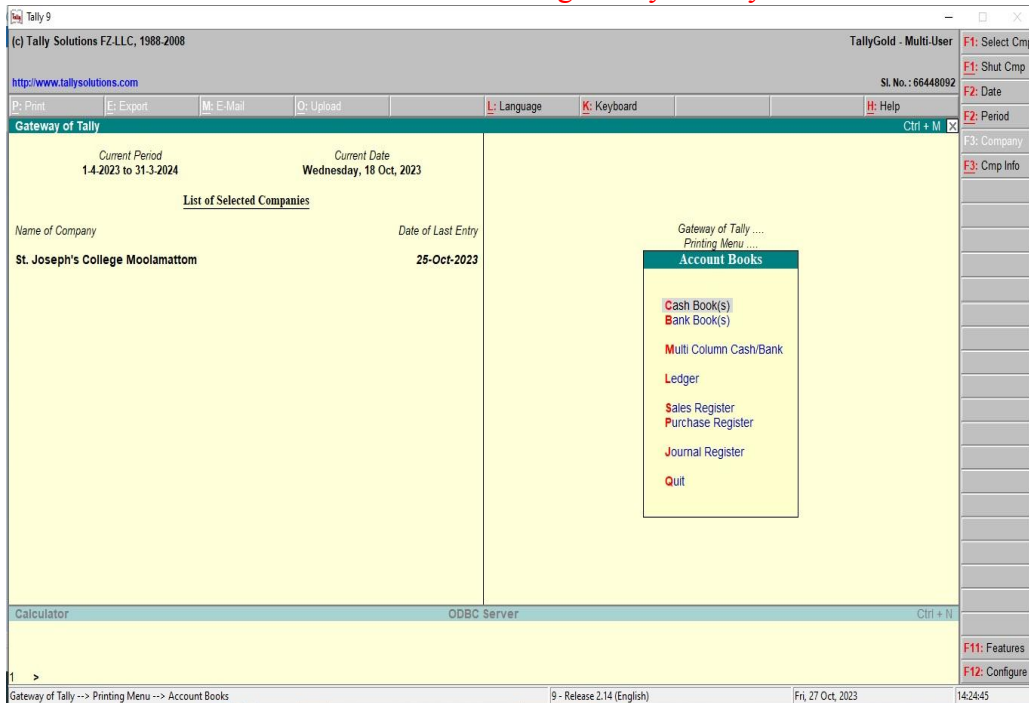 Tally 9
(c) Tally Solutions FZ-LLC, 1988-2008
TallyGold - Multi-User
http://www.tallysolutions.com
Sl. No. : 66448092
P: Print E: Export M: E-Mail O: Upload L: Language K: Keyboard H: Help
Gateway of Tally
Ctrl + M
Current Period
1-4-2023 to 31-3-2024
Current Date
Wednesday, 18 Oct, 2023
List of Selected Companies
Name of Company
Date of Last Entry
St. Joseph's College Moolamattom
25-Oct-2023
Gateway of Tally ....
Printing Menu ....
Account Books
Cash Book(s)
Bank Book(s)
Multi Column Cash/Bank
Ledger
Sales Register
Purchase Register
Journal Register
Quit
F1: Select Cmp
F1: Shut Cmp
F2: Date
F2: Period
F3: Company
F3: Cmp Info
F11: Features
F12: Configure
Calculator
ODBC Server
Ctrl + N
1 >
Gateway of Tally --> Printing Menu --> Account Books
9 - Release 2.14 (English)
Fri, 27 Oct, 2023
14:24:45